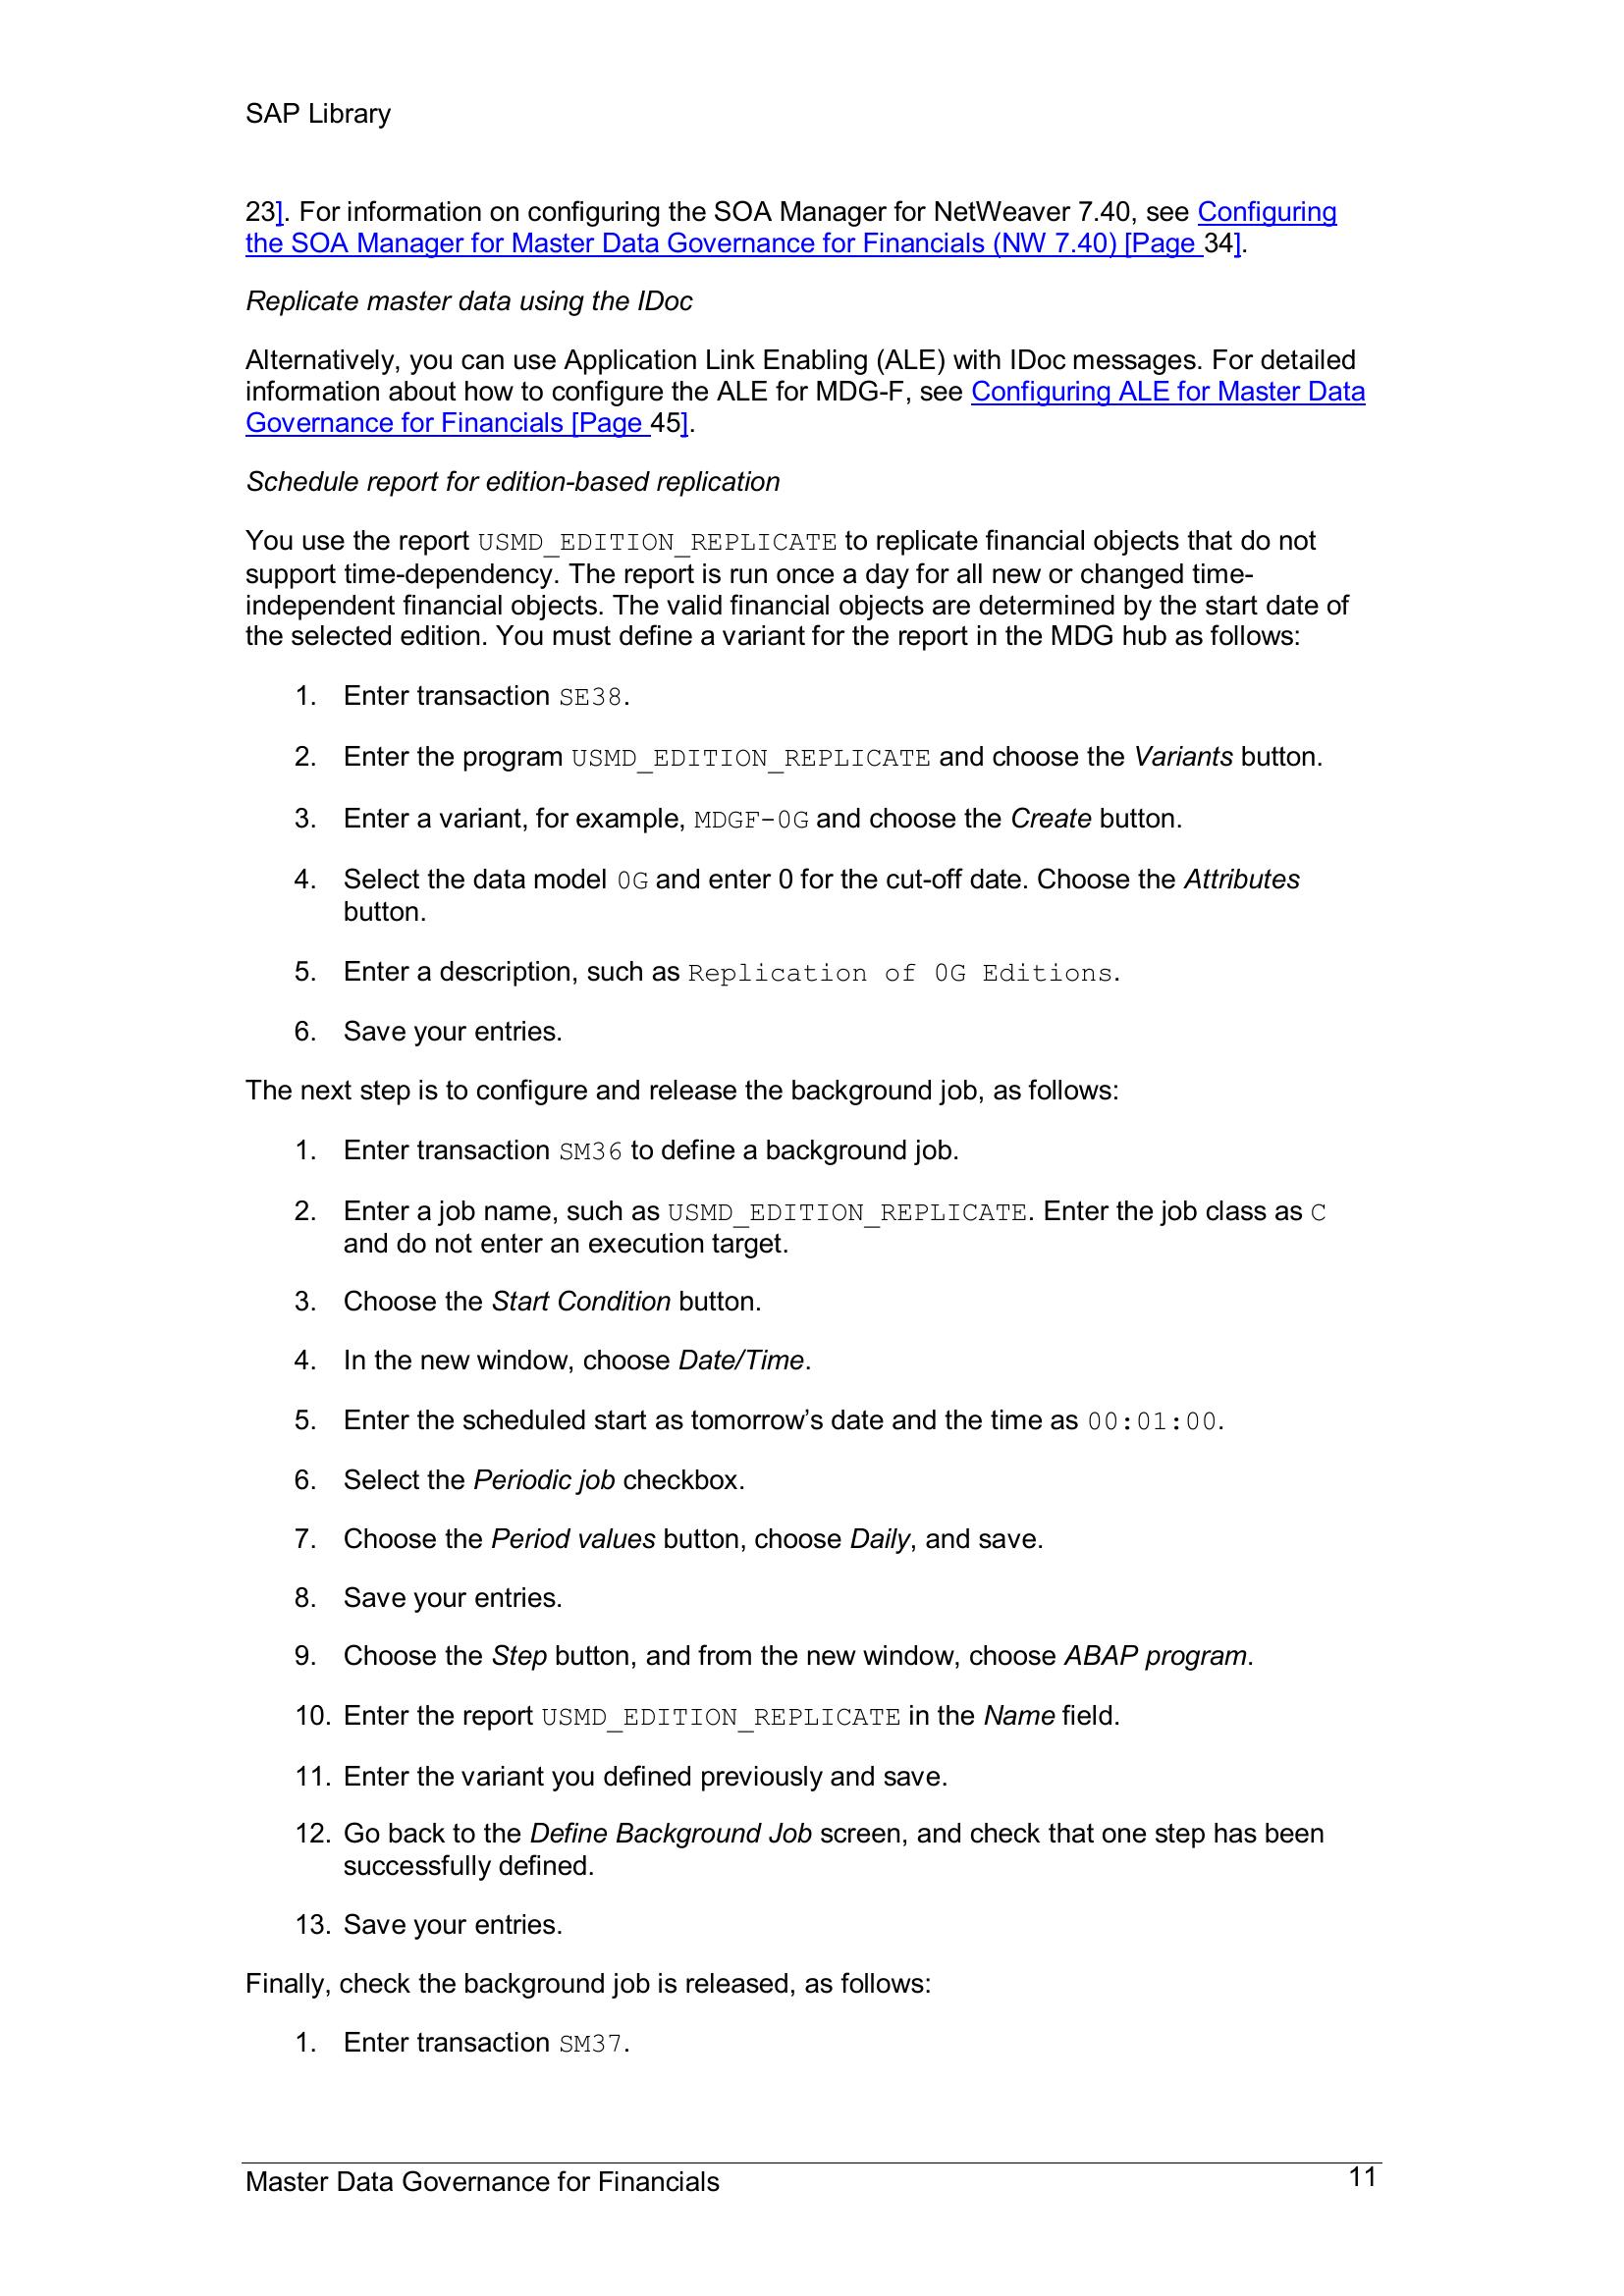 SAP Library
23]. For information on configuring the SOA Manager for NetWeaver 7.40, see Configuring
the SOA Manager for Master Data Governance for Financials (NW 7.40) [Page 34].
Replicate master data using the IDoc
Alternatively, you can use Application Link Enabling (ALE) with IDoc messages. For detailed
information about how to configure the ALE for MDG-F, see Configuring ALE for Master Data
Governance for Financials [Page 45].
Schedule report for edition-based replication
You use the report USMD_EDITION_REPLICATE to replicate financial objects that do not
support time-dependency. The report is run once a day for all new or changed time-
independent financial objects. The valid financial objects are determined by the start date of
the selected edition. You must define a variant for the report in the MDG hub as follows:
1. Enter transaction SE38.
2. Enter the program USMD_EDITION_REPLICATE and choose the Variants button.
3. Enter a variant, for example, MDGF-0G and choose the Create button.
4. Select the data model 0G and enter 0 for the cut-off date. Choose the Attributes
button.
5. Enter a description, such as Replication of 0G Editions.
6. Save your entries.
The next step is to configure and release the background job, as follows:
1. Enter transaction SM36 to define a background job.
2. Enter a job name, such as USMD_EDITION_REPLICATE. Enter the job class as C
and do not enter an execution target.
3. Choose the Start Condition button.
4. In the new window, choose Date/Time.
5. Enter the scheduled start as tomorrow’s date and the time as 00:01:00.
6. Select the Periodic job checkbox.
7. Choose the Period values button, choose Daily, and save.
8. Save your entries.
9. Choose the Step button, and from the new window, choose ABAP program.
10. Enter the report USMD_EDITION_REPLICATE in the Name field.
11. Enter the variant you defined previously and save.
12. Go back to the Define Background Job screen, and check that one step has been
successfully defined.
13. Save your entries.
Finally, check the background job is released, as follows:
1. Enter transaction SM37.
Master Data Governance for Financials 11